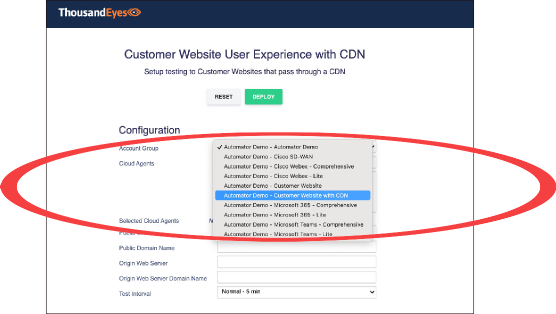 ThousandEyes
Customer Website User Experience with CDN
Setup testing to Customer Websites that pass through a CDN
RESET DEPLOY
Configuration
Account Group
✓ Automator Demo - Automator Demo
Automator Demo - Cisco SD-WAN
Cloud Agents
Automator Demo - Cisco Webex - Comprehensive
Automator Demo - Cisco Webex - Lite
Automator Demo - Customer Website
Automator Demo - Customer Website with CDN
Automator Demo - Microsoft 365 - Comprehensive
Automator Demo - Microsoft 365 - Lite
Selected Cloud Agents
Automator Demo - Microsoft Teams - Comprehensive
Automator Demo - Microsoft Teams - Lite
Public Domain Name
Origin Web Server
Origin Web Server Domain Name
Test Interval Normal - 5 min